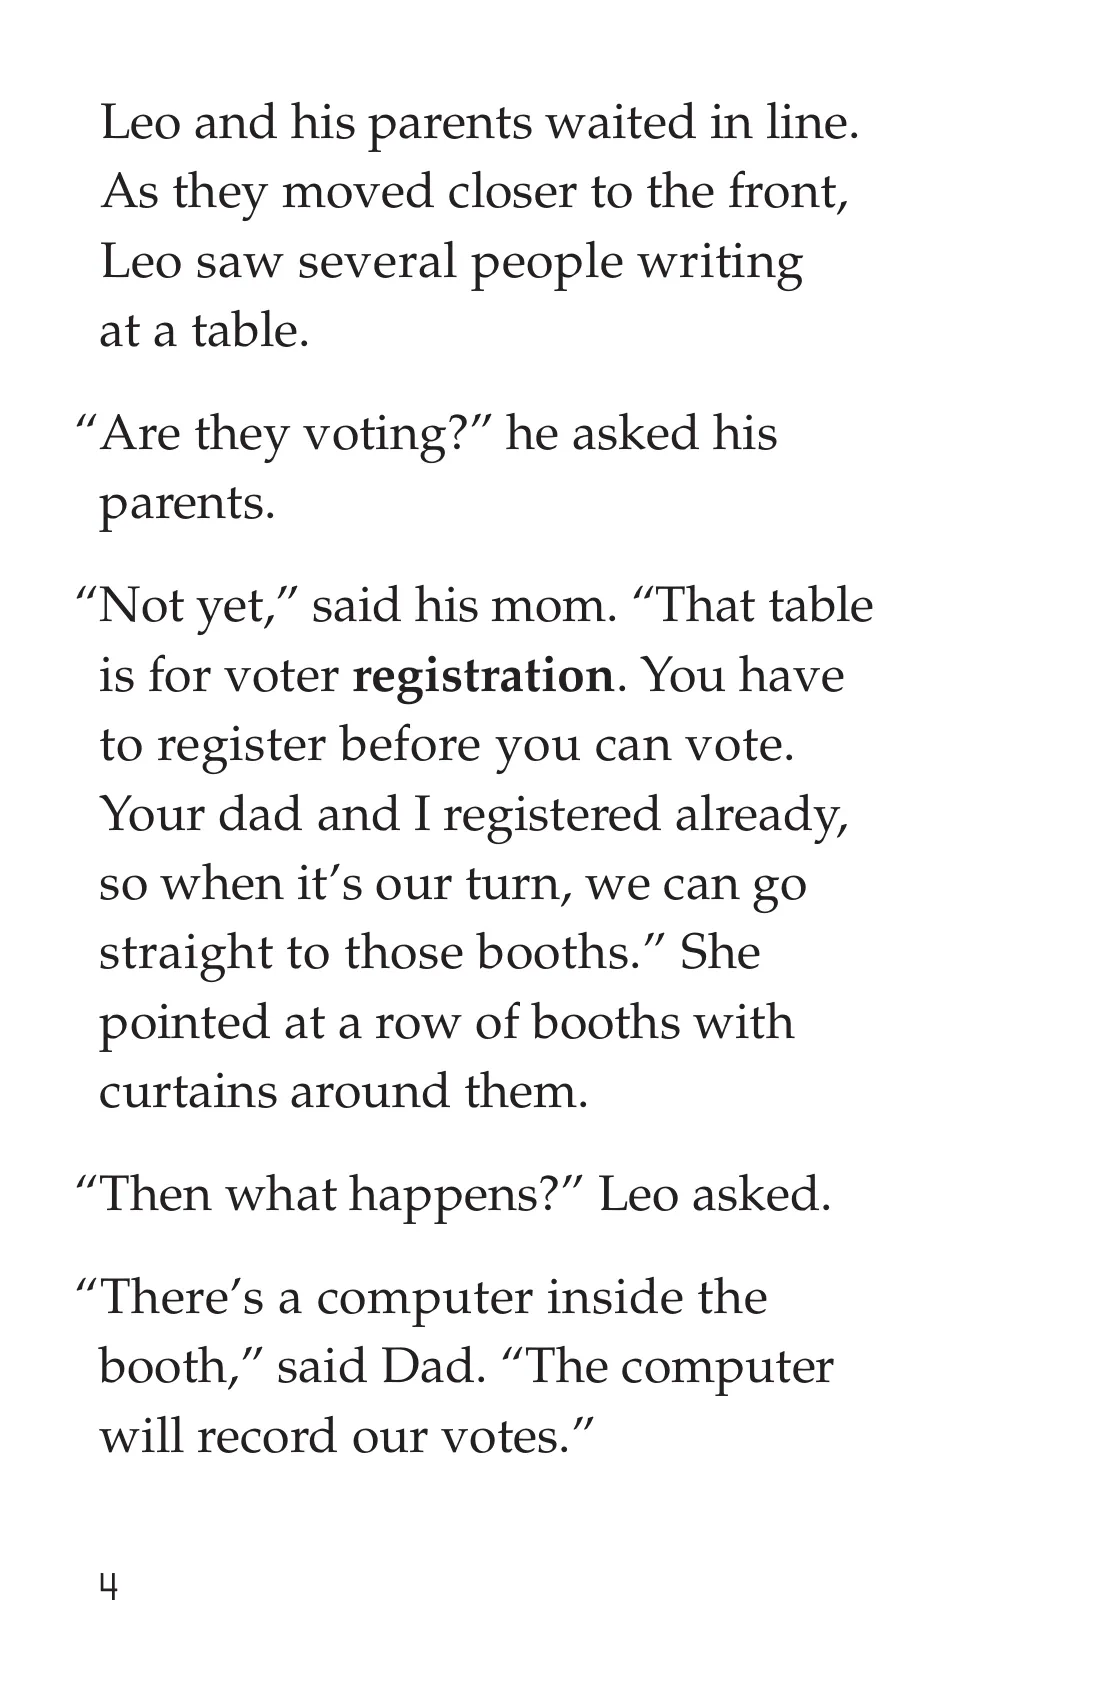 Leo and his parents waited in line.
As they moved closer to the front,
Leo saw several people writing
at a table.
“Are they voting?” he asked his
parents.
“Not yet,” said his mom. “That table
is for voter registration. You have
to register before you can vote.
Your dad and I registered already,
so when it’s our turn, we can go
straight to those booths.” She
pointed at a row of booths with
curtains around them.
“Then what happens?” Leo asked.
“There’s a computer inside the
booth,” said Dad. “The computer
will record our votes.”
4